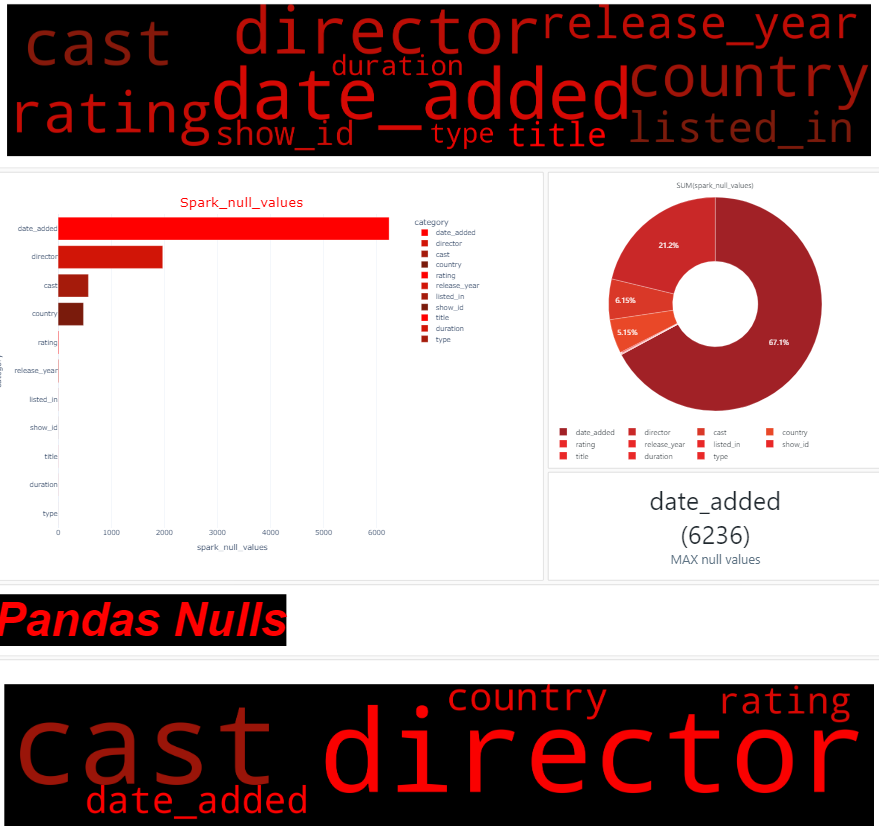 cast director release_year
duration
rating date_added country
show_id type title listed_in
Spark_null_values
date_added
director
cast
country
rating
release_year
listed_in
show_id
title
duration
type
0 1000 2000 3000 4000 5000 6000
spark_null_values
category
date_added
director
cast
country
rating
release_year
listed_in
show_id
title
duration
type
SUM(spark_null_values)
21.2%
6.15%
5.15%
67.1%
date_added director cast country
rating release_year listed_in show_id
title duration type
date_added
(6236)
MAX null values
Pandas Nulls
country rating
cast director
date_added